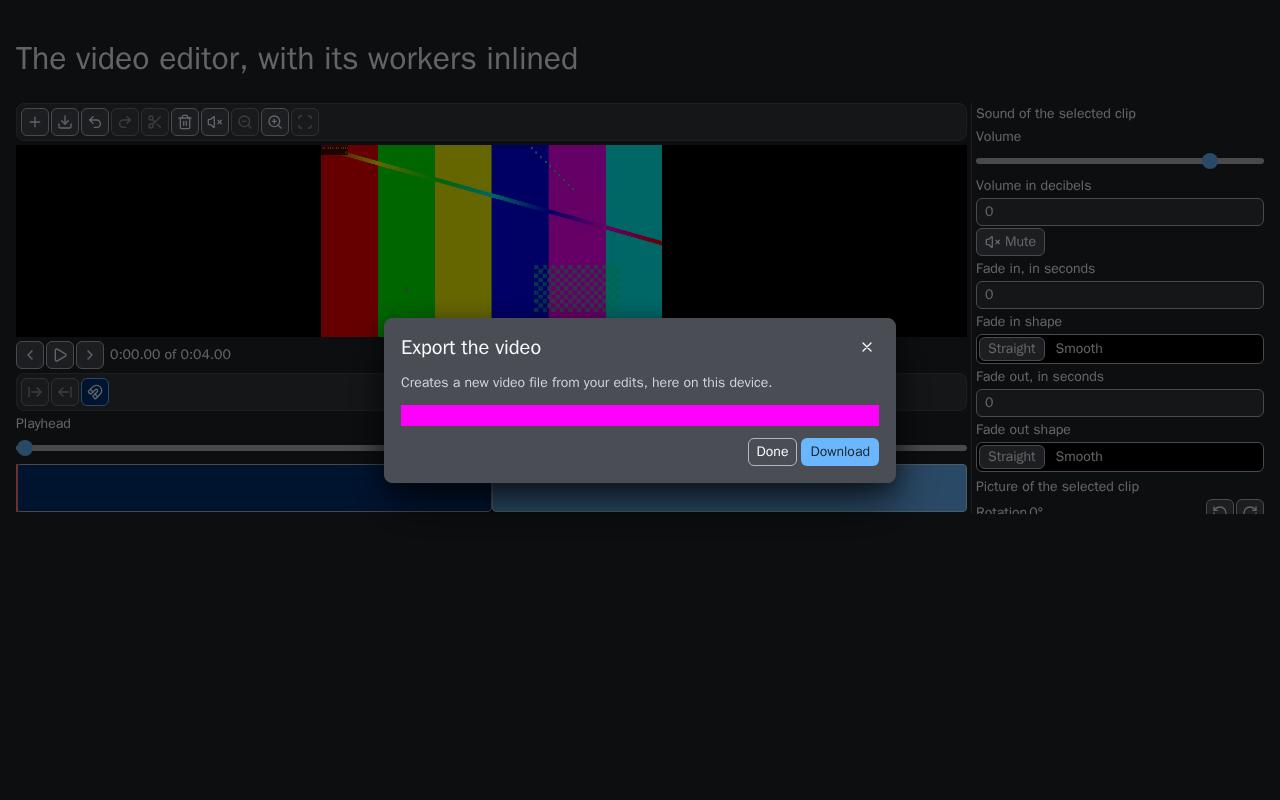 The video editor, with its workers inlined
Sound of the selected clip
Volume
Volume in decibels
0
Mute
Fade in, in seconds
0
Fade in shape
Straight Smooth
Fade out, in seconds
0
Fade out shape
Straight Smooth
Picture of the selected clip
Rotation 0°
0:00.00 of 0:04.00
Playhead
Export the video
Creates a new video file from your edits, here on this device.
Done Download